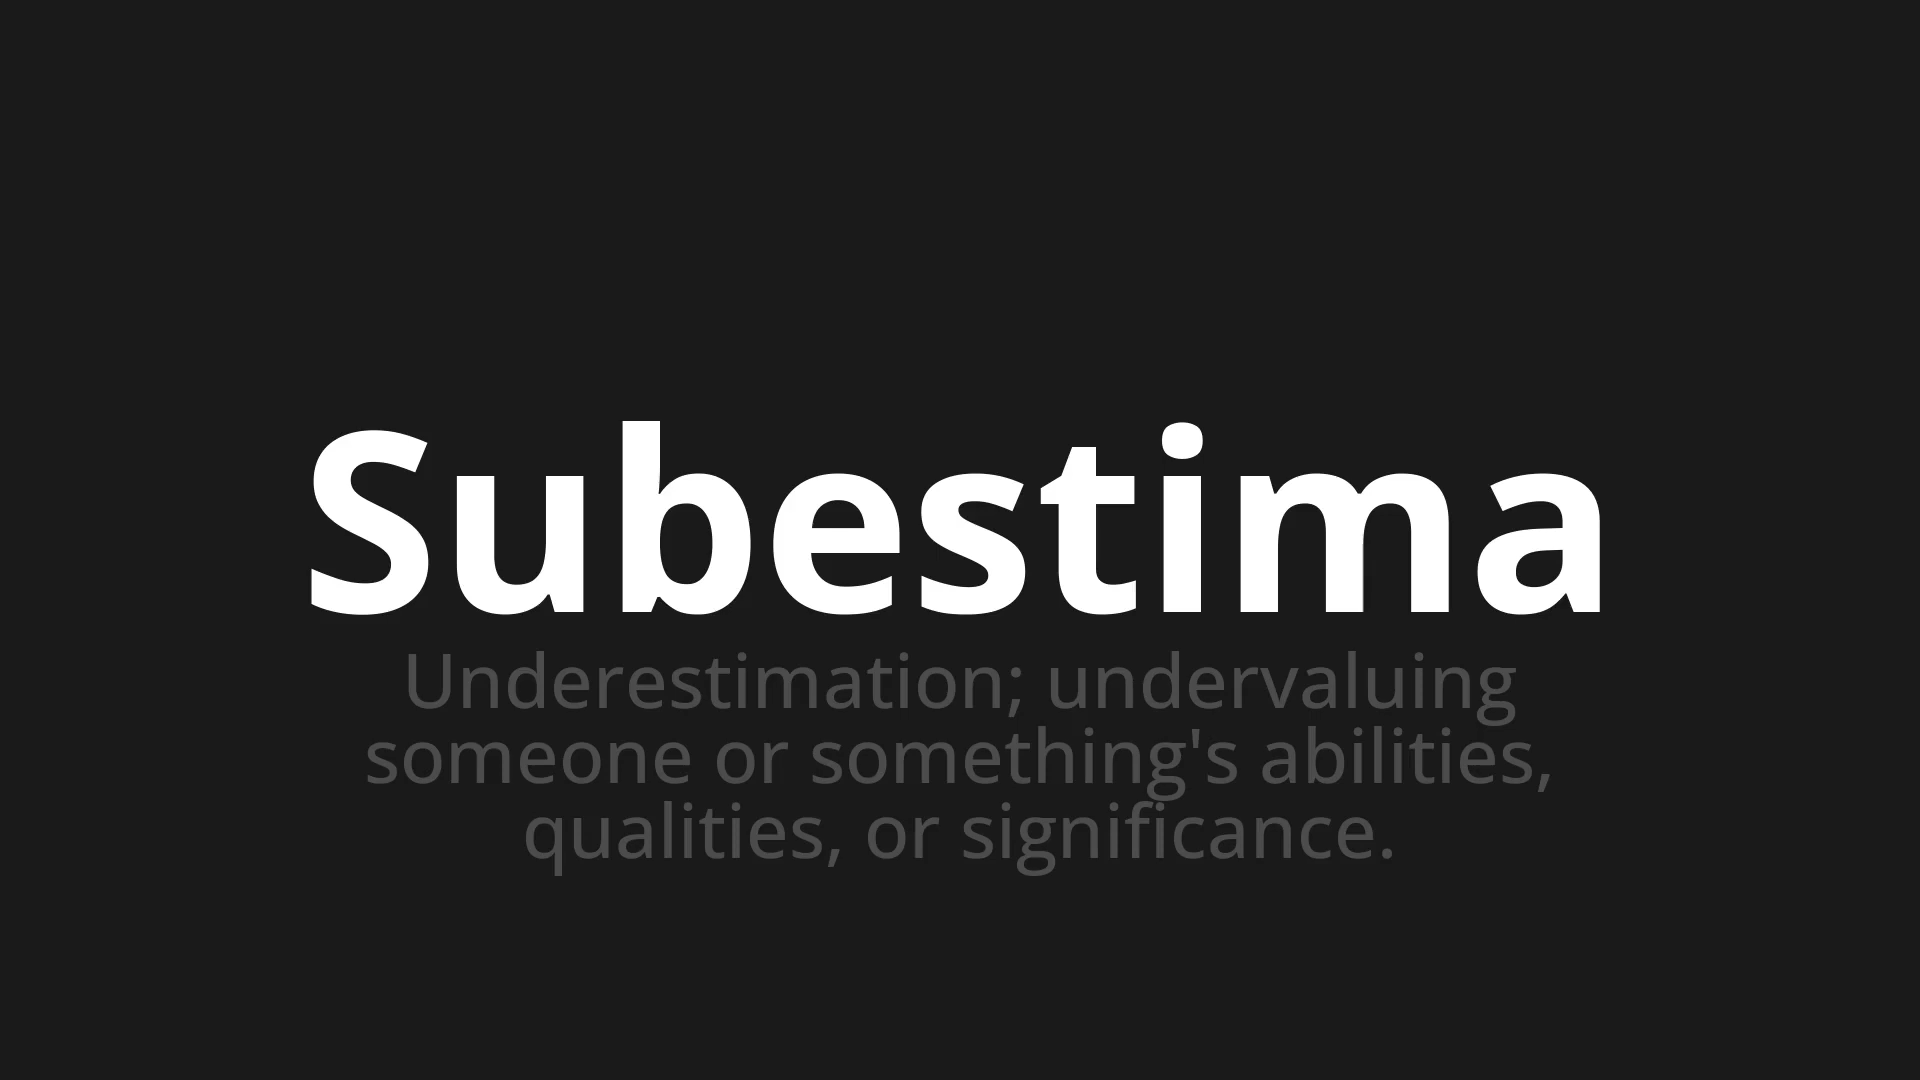 Subestima
Underestimation; undervaluing
someone or something's abilities,
qualities, or significance.